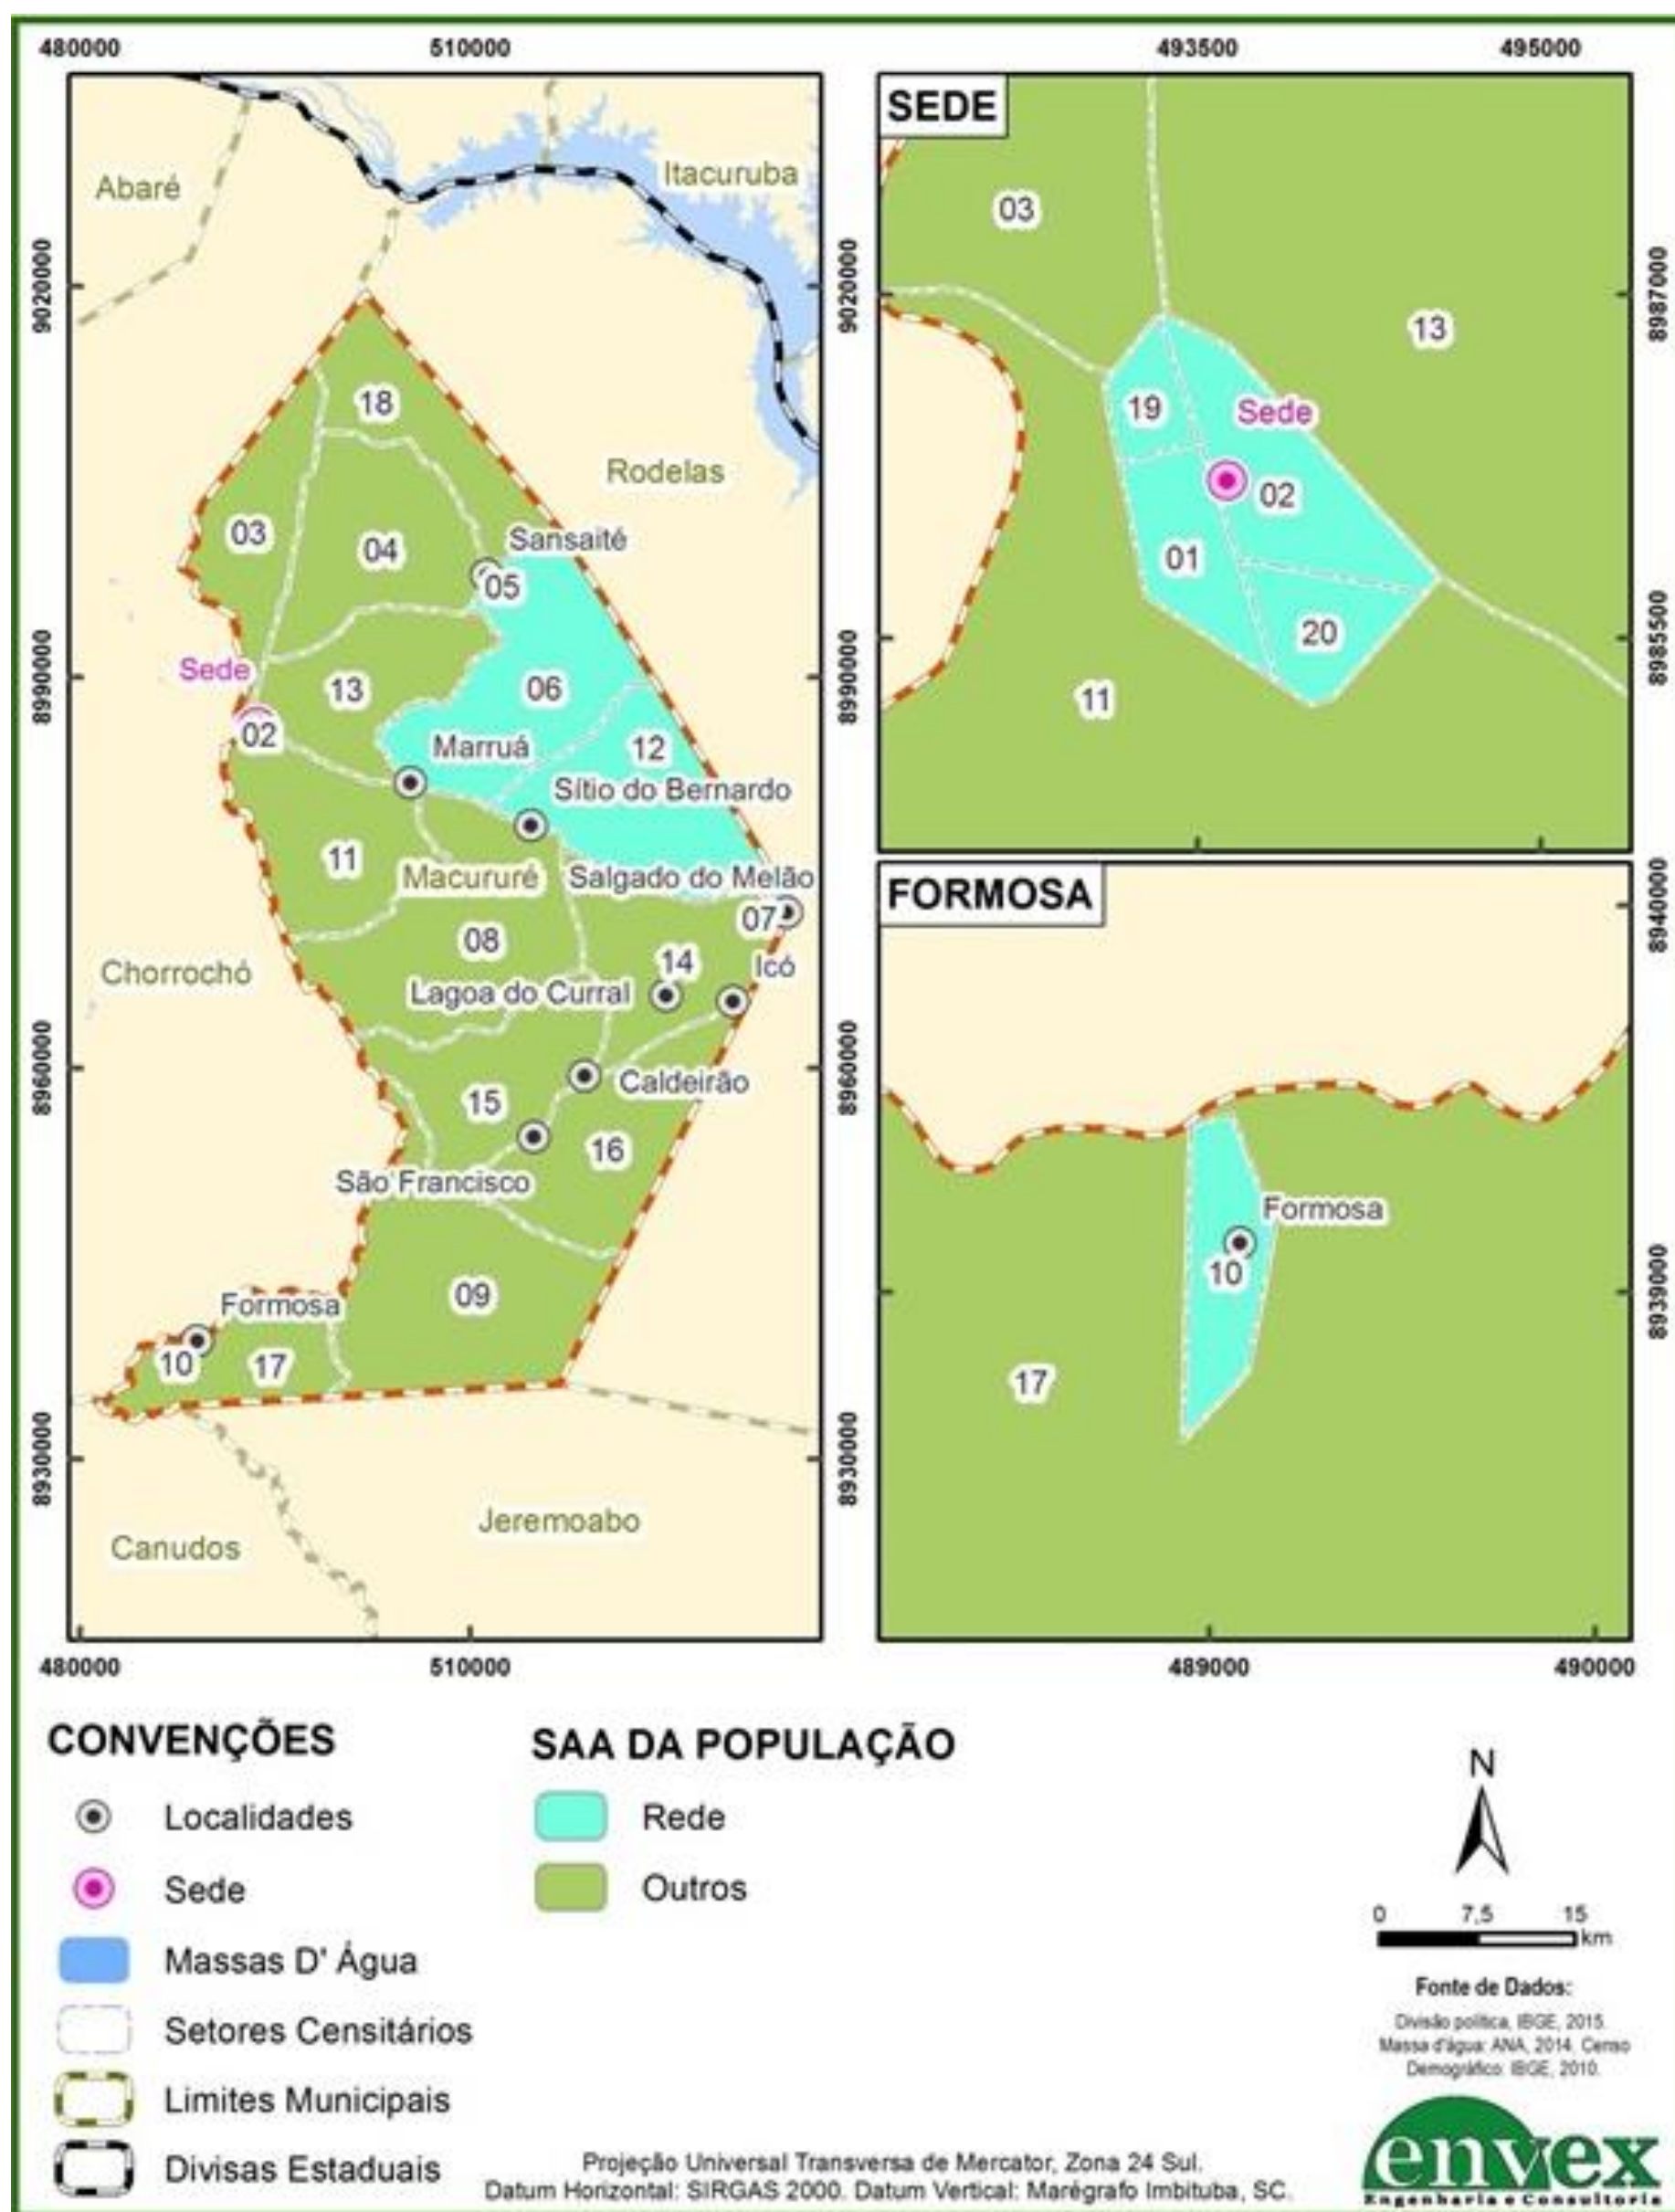 480000 510000
9020000
8990000
8960000
8930000
Abaré
Itacuruba
Rodelas
18
03
04
Sansaité
05
Sede
13
06
02
Marruá
12
Sítio do Bernardo
11
Macururé
Salgado do Melão
07
08
14
Icó
Chorrochó
Lagoa do Curral
Caldeirão
15
16
São Francisco
09
Formosa
10
17
Jeremoabo
Canudos
9020000
8990000
8960000
8930000
480000 510000
493500 495000
SEDE
03
13
19
Sede
02
01
20
11
8987000
8985500
FORMOSA
Formosa
10
17
8940000
8939000
489000 490000
CONVENÇÕES
Localidades
Sede
Massas D' Água
Setores Censitários
Limites Municipais
Divisas Estaduais
SAA DA POPULAÇÃO
Rede
Outros
N
0 7,5 15
km
Fonte de Dados:
Divisão política, IBGE, 2015.
Massa d'água: ANA, 2014. Censo
Demográfico: IBGE, 2010.
envex
Engenharia e Consultoria
Projeção Universal Transversa de Mercator, Zona 24 Sul.
Datum Horizontal: SIRGAS 2000. Datum Vertical: Marégrafo Imbituba, SC.